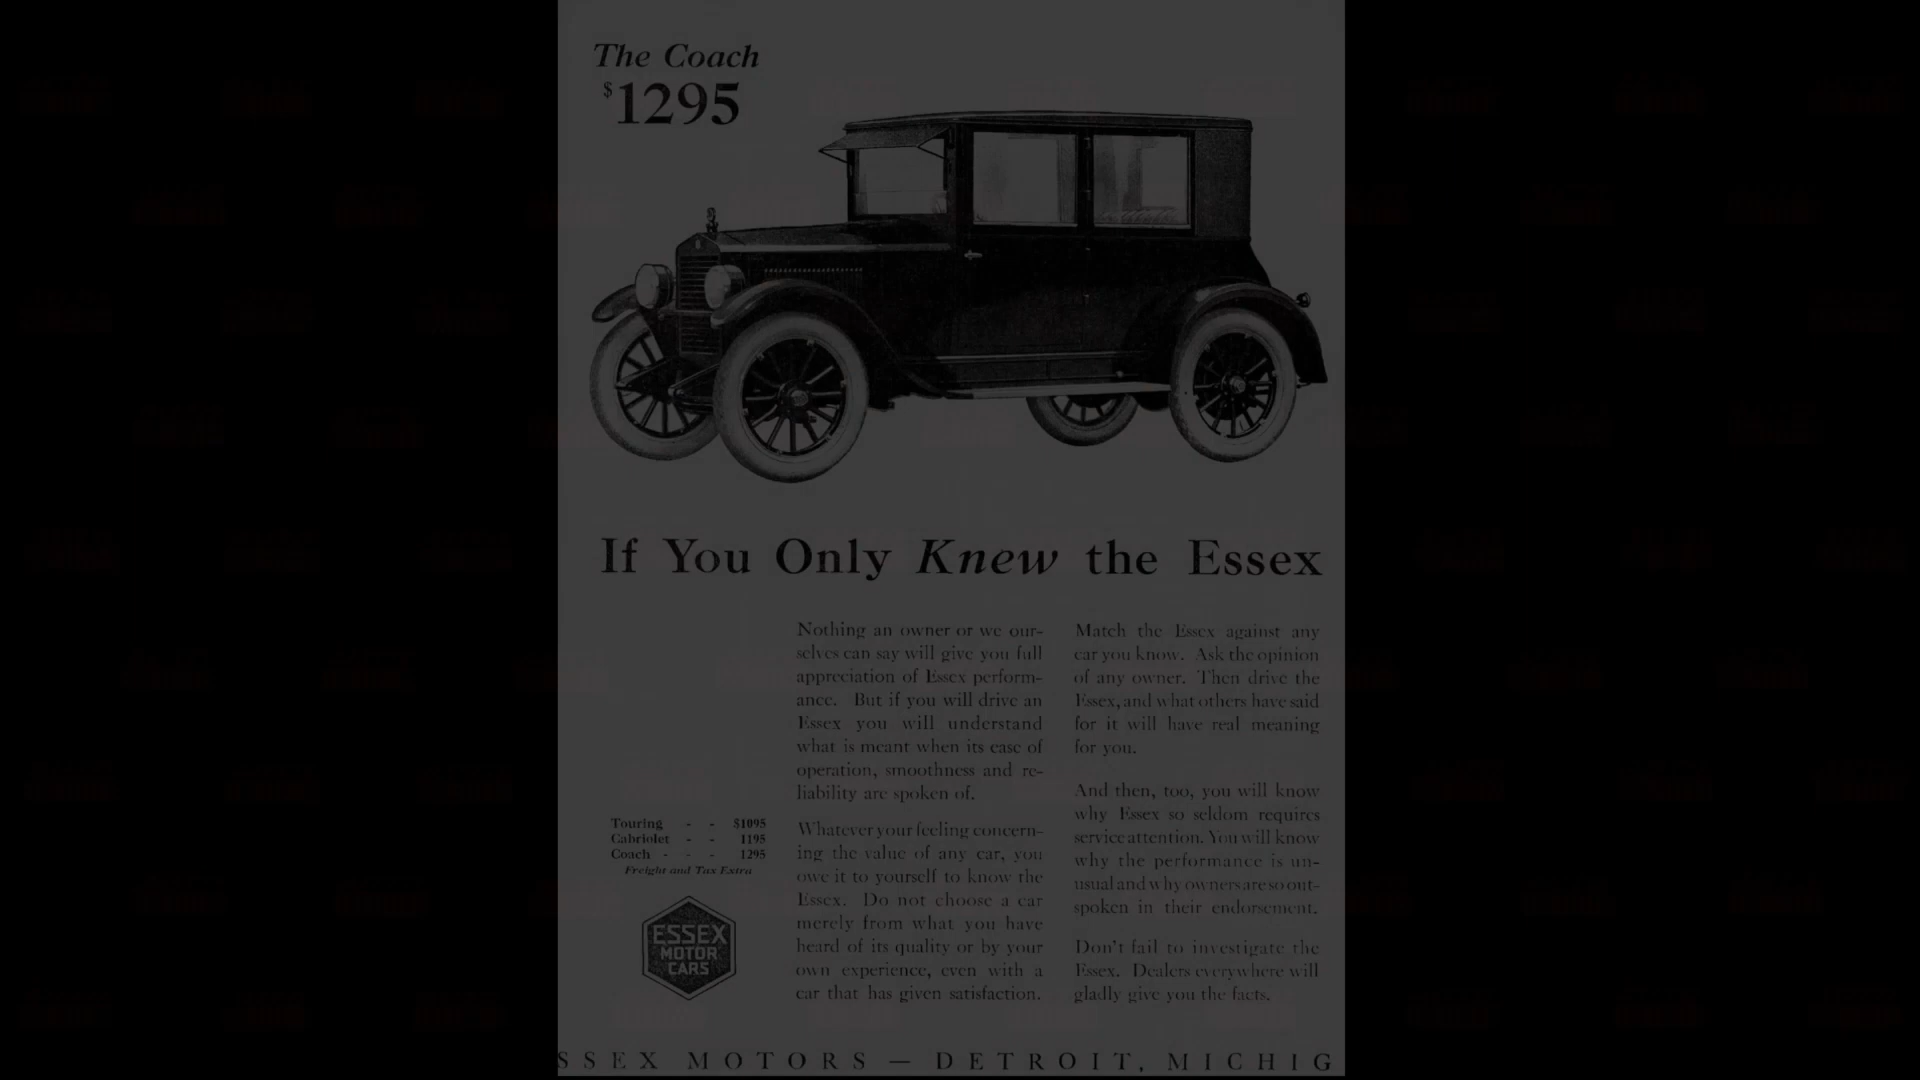 The Coach
$1295
If You Only Knew the Essex
Nothing an owner or we our-
selves can say will give you full
appreciation of Essex perform-
ance. But if you will drive an
Essex you will understand
what is meant when its ease of
operation, smoothness and re-
liability are spoken of.
Whatever your feeling concern-
ing the value of any car, you
owe it to yourself to know the
Essex. Do not choose a car
merely from what you have
heard of its quality or by your
own experience, even with a
car that has given satisfaction.
Match the Essex against any
car you know. Ask the opinion
of any owner. Then drive the
Essex, and what others have said
for it will have real meaning
for you.
And then, too, you will know
why Essex so seldom requires
service attention. You will know
why the performance is un-
usual and why owners are so out-
spoken in their endorsement.
Don't fail to investigate the
Essex. Dealers everywhere will
gladly give you the facts.
Touring - - $1095
Cabriolet - - 1195
Coach - - - 1295
Freight and Tax Extra
ESSEX
MOTOR
CARS
SSEX MOTORS — DETROIT, MICHIG